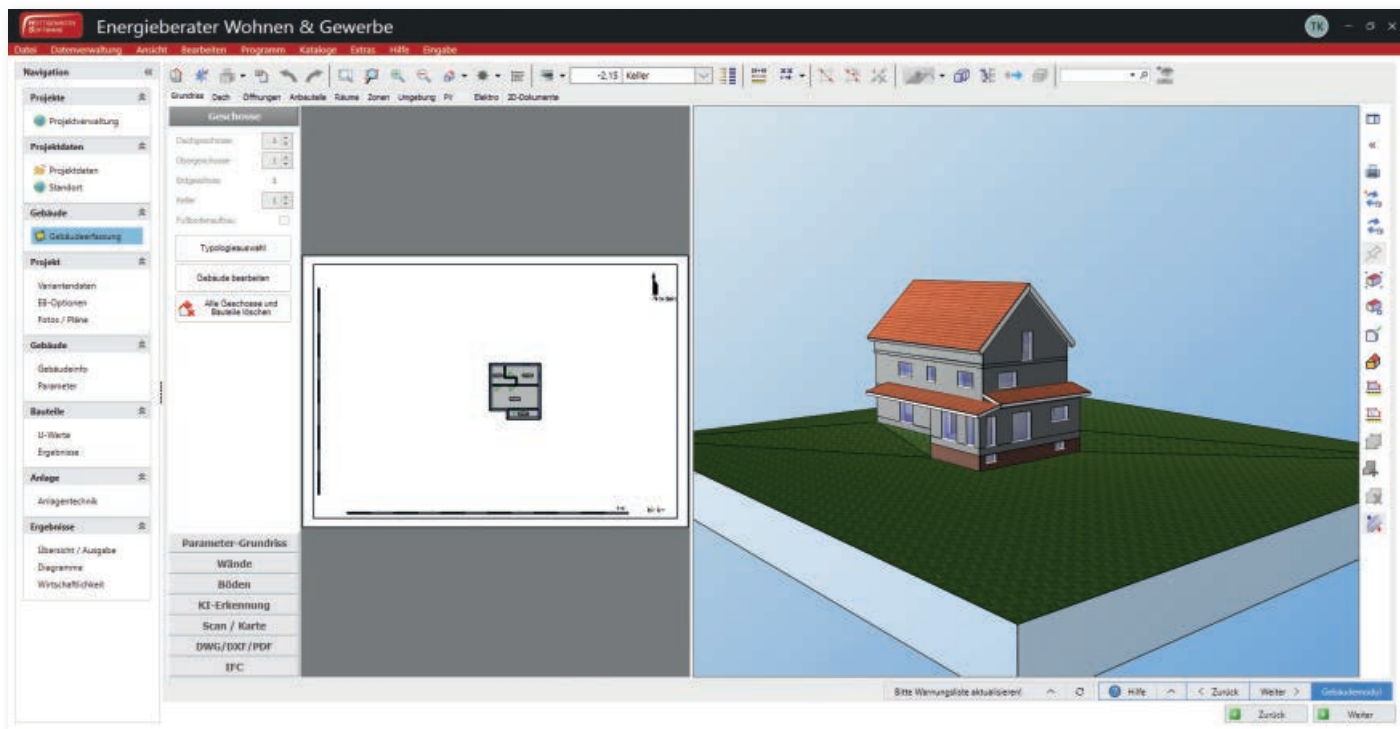 HOTTGENROTH
Software
Energieberater Wohnen & Gewerbe
TK
Datei Datenverwaltung Ansicht Bearbeiten Programm Kataloge Extras Hilfe Eingabe
Navigation
Projekte
Projektverwaltung
Projektdaten
Projektdaten
Standort
Gebäude
Gebäudeerfassung
Projekt
Variantendaten
EB-Optionen
Fotos / Pläne
Gebäude
Gebäudeinfo
Parameter
Bauteile
U-Werte
Ergebnisse
Anlage
Anlagentechnik
Ergebnisse
Übersicht / Ausgabe
Diagramme
Wirtschaftlichkeit
-2,15 Keller
Grundriss Dach Öffnungen Anbauteile Räume Zonen Umgebung PV Elektro 2D-Dokumente
Geschosse
Dachgeschosse
Obergeschosse
Erdgeschoss
Keller
Fußbodenaufbau
Typologieauswahl
Gebäude bearbeiten
Alle Geschosse und
Bauteile löschen
Parameter-Grundriss
Wände
Böden
KI-Erkennung
Scan / Karte
DWG/DXF/PDF
IFC
Bitte Warnungsliste aktualisieren! Hilfe < Zurück Weiter > Gebäudemodul
Zurück Weiter